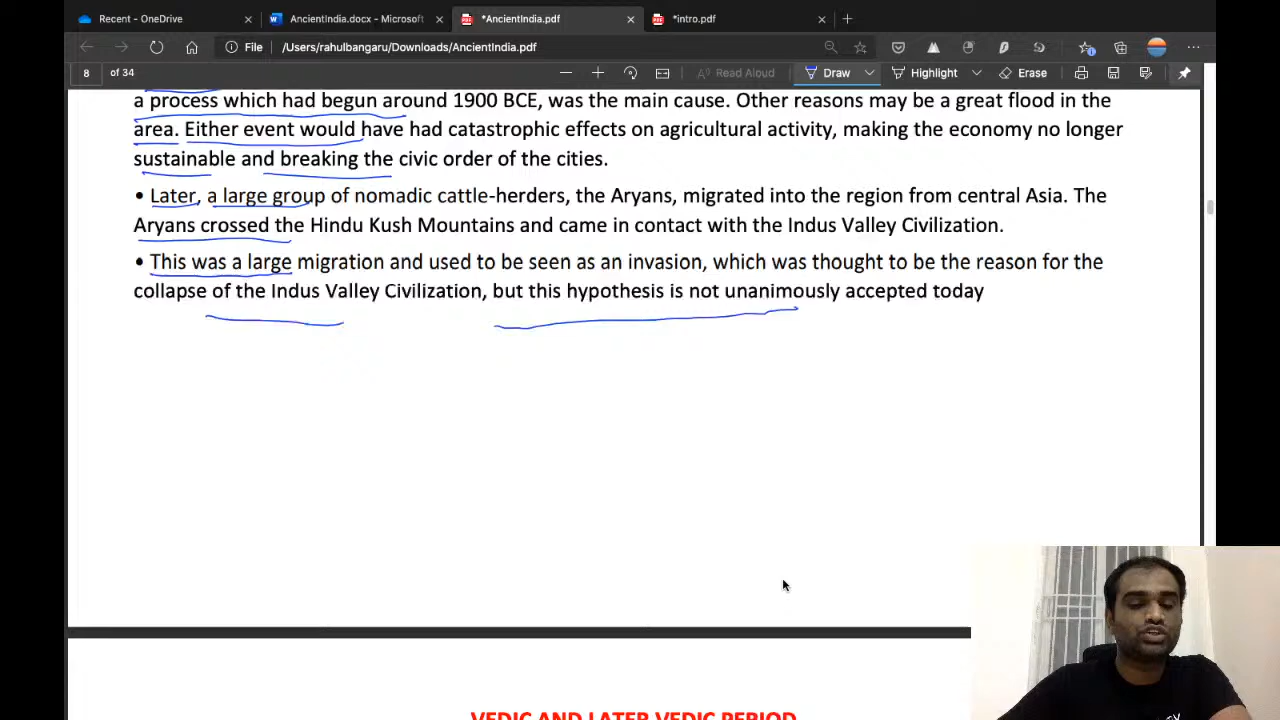 Recent - OneDrive
AncientIndia.docx - Microsoft
*AncientIndia.pdf
*intro.pdf
File
/Users/rahulbangaru/Downloads/AncientIndia.pdf
8 of 34
Read Aloud
Draw
Highlight
Erase
a process which had begun around 1900 BCE, was the main cause. Other reasons may be a great flood in the
area. Either event would have had catastrophic effects on agricultural activity, making the economy no longer
sustainable and breaking the civic order of the cities.
• Later, a large group of nomadic cattle-herders, the Aryans, migrated into the region from central Asia. The
Aryans crossed the Hindu Kush Mountains and came in contact with the Indus Valley Civilization.
• This was a large migration and used to be seen as an invasion, which was thought to be the reason for the
collapse of the Indus Valley Civilization, but this hypothesis is not unanimously accepted today
VEDIC AND LATER VEDIC PERIOD